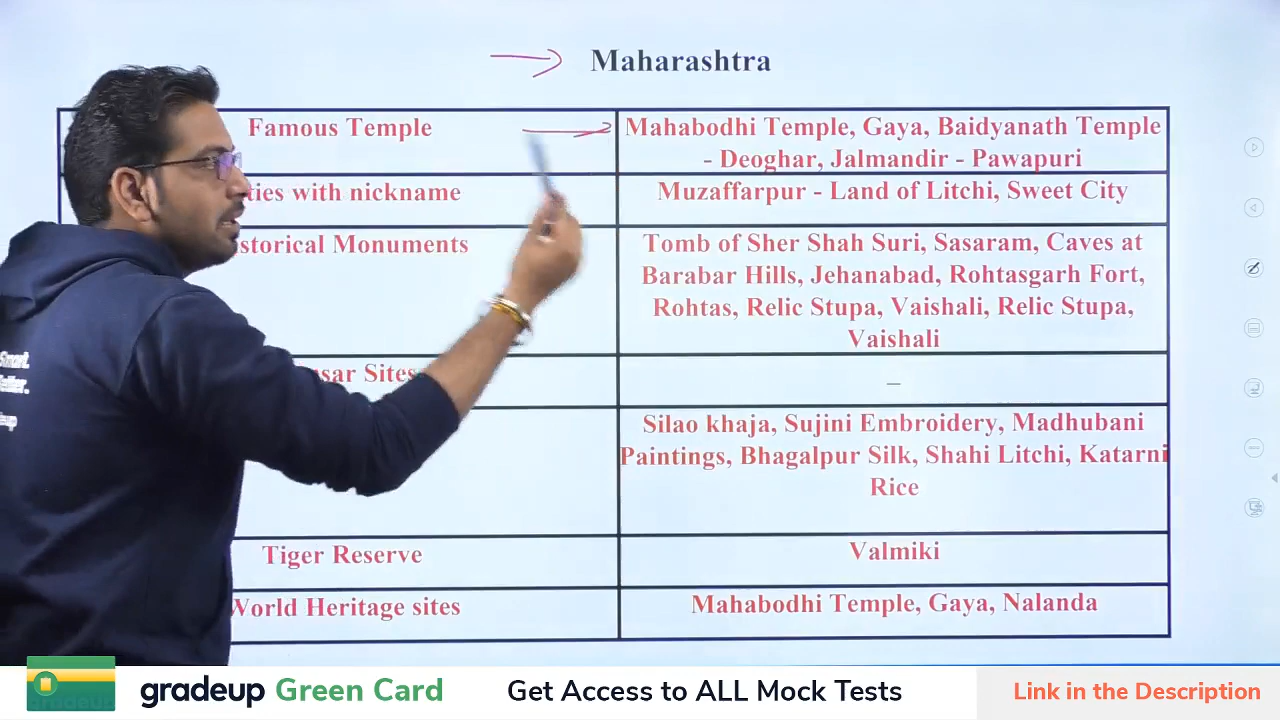 Maharashtra
Famous Temple
Mahabodhi Temple, Gaya, Baidyanath Temple
- Deoghar, Jalmandir - Pawapuri
ties with nickname
Muzaffarpur - Land of Litchi, Sweet City
storical Monuments
Tomb of Sher Shah Suri, Sasaram, Caves at
Barabar Hills, Jehanabad, Rohtasgarh Fort,
Rohtas, Relic Stupa, Vaishali, Relic Stupa,
Vaishali
sar Sites
–
Silao khaja, Sujini Embroidery, Madhubani
Paintings, Bhagalpur Silk, Shahi Litchi, Katarni
Rice
Tiger Reserve
Valmiki
World Heritage sites
Mahabodhi Temple, Gaya, Nalanda
gradeup Green Card
Get Access to ALL Mock Tests
Link in the Description
gradeup